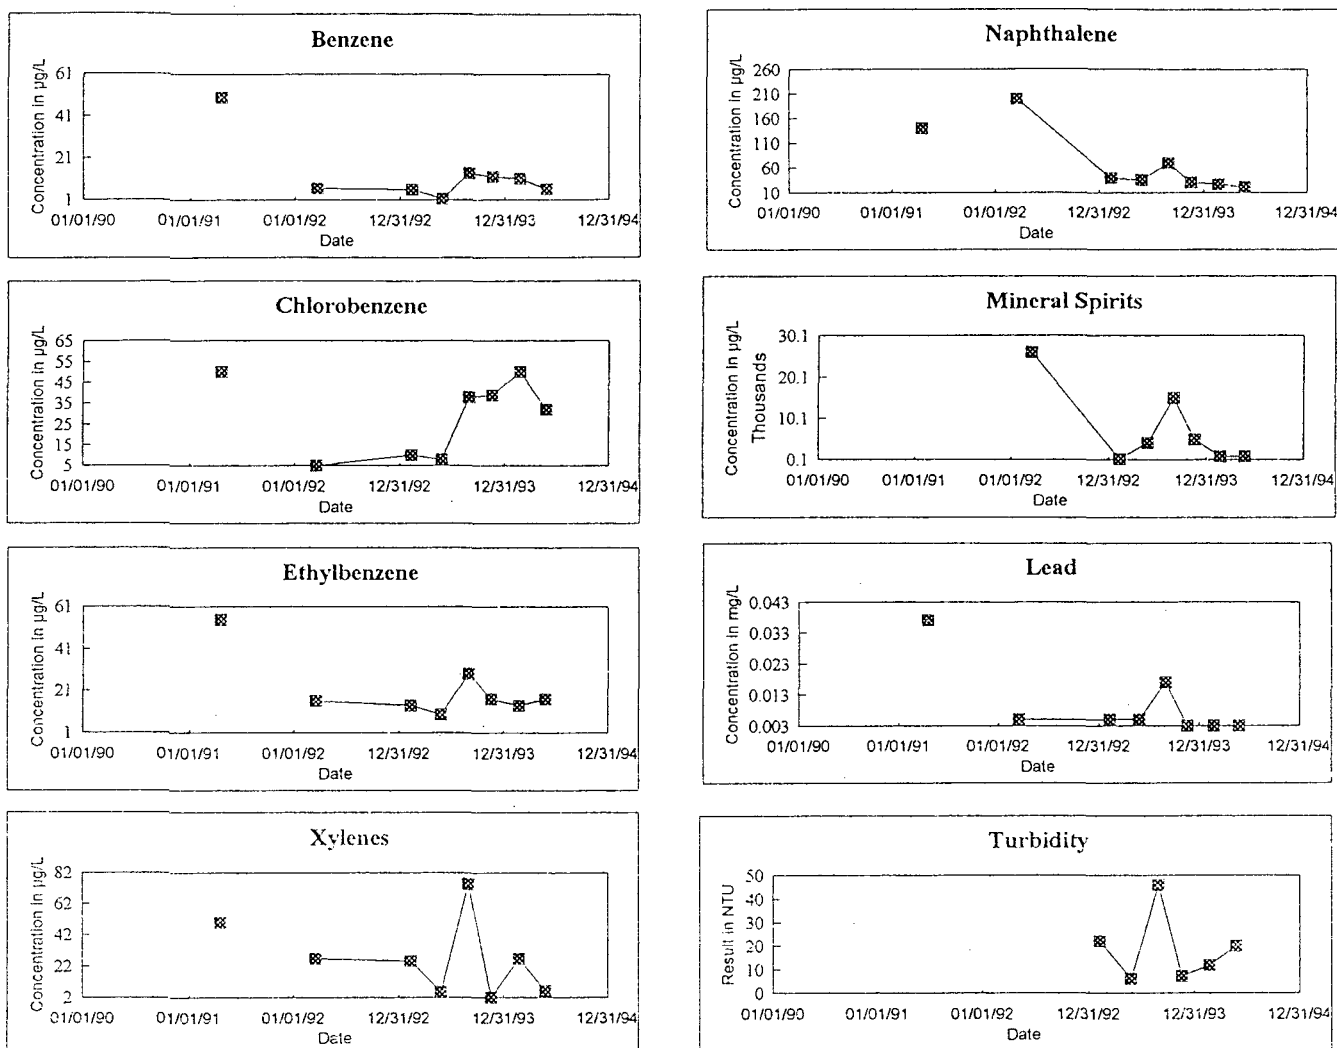 Benzene
Concentration in µg/L
61
41
21
1
01/01/90 01/01/91 01/01/92 12/31/92 12/31/93 12/31/94
Date
Chlorobenzene
Concentration in µg/L
65
55
45
35
25
15
5
01/01/90 01/01/91 01/01/92 12/31/92 12/31/93 12/31/94
Date
Ethylbenzene
Concentration in µg/L
61
41
21
1
01/01/90 01/01/91 01/01/92 12/31/92 12/31/93 12/31/94
Date
Xylenes
Concentration in µg/L
82
62
42
22
2
01/01/90 01/01/91 01/01/92 12/31/92 12/31/93 12/31/94
Date
Naphthalene
Concentration in µg/L
260
210
160
110
60
10
01/01/90 01/01/91 01/01/92 12/31/92 12/31/93 12/31/94
Date
Mineral Spirits
Concentration in µg/L
Thousands
30.1
20.1
10.1
0.1
01/01/90 01/01/91 01/01/92 12/31/92 12/31/93 12/31/94
Date
Lead
Concentration in mg/L
0.043
0.033
0.023
0.013
0.003
01/01/90 01/01/91 01/01/92 12/31/92 12/31/93 12/31/94
Date
Turbidity
Result in NTU
50
40
30
20
10
0
01/01/90 01/01/91 01/01/92 12/31/92 12/31/93 12/31/94
Date